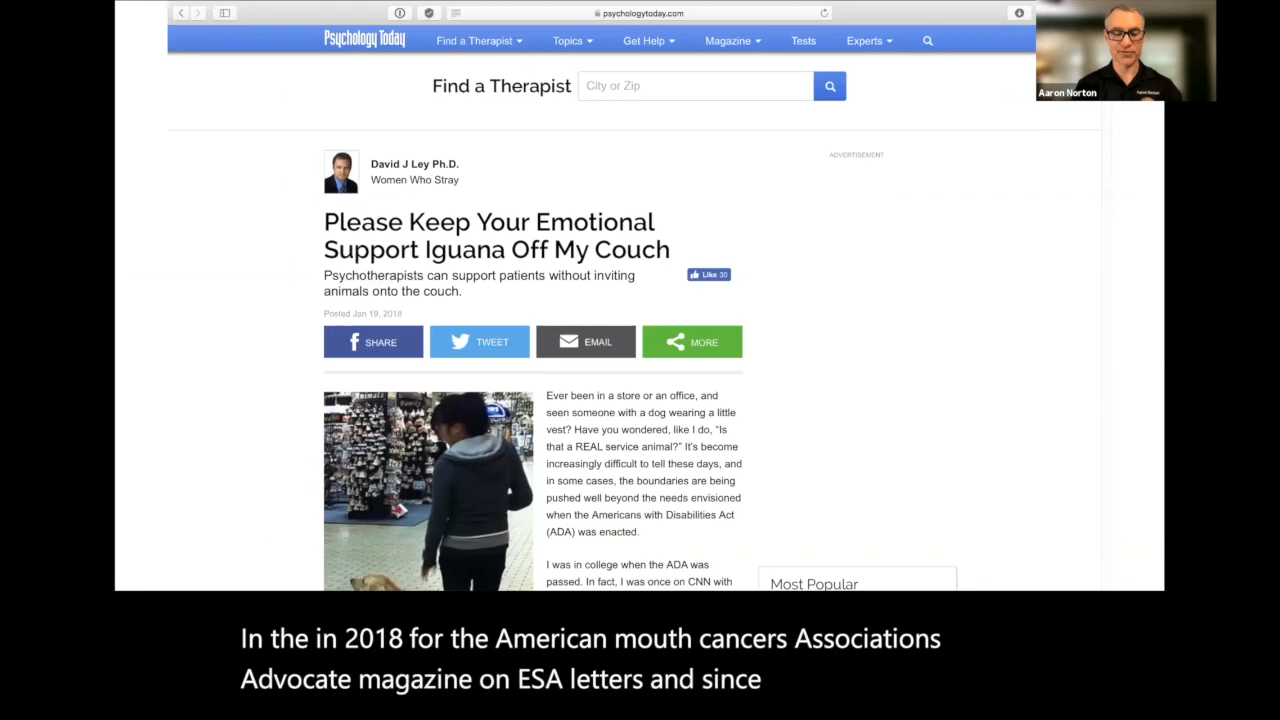 psychologytoday.com
Psychology Today
Find a Therapist
Topics
Get Help
Magazine
Tests
Experts
Aaron Norton
Find a Therapist
City or Zip
ADVERTISEMENT
David J Ley Ph.D.
Women Who Stray
Please Keep Your Emotional
Support Iguana Off My Couch
Psychotherapists can support patients without inviting
animals onto the couch.
Like 30
Posted Jan 19, 2018
SHARE
TWEET
EMAIL
MORE
Family
Ever been in a store or an office, and
seen someone with a dog wearing a little
vest? Have you wondered, like I do, “Is
that a REAL service animal?” It’s become
increasingly difficult to tell these days, and
in some cases, the boundaries are being
pushed well beyond the needs envisioned
when the Americans with Disabilities Act
(ADA) was enacted.
I was in college when the ADA was
passed. In fact, I was once on CNN with
Most Popular
In the in 2018 for the American mouth cancers Associations
Advocate magazine on ESA letters and since